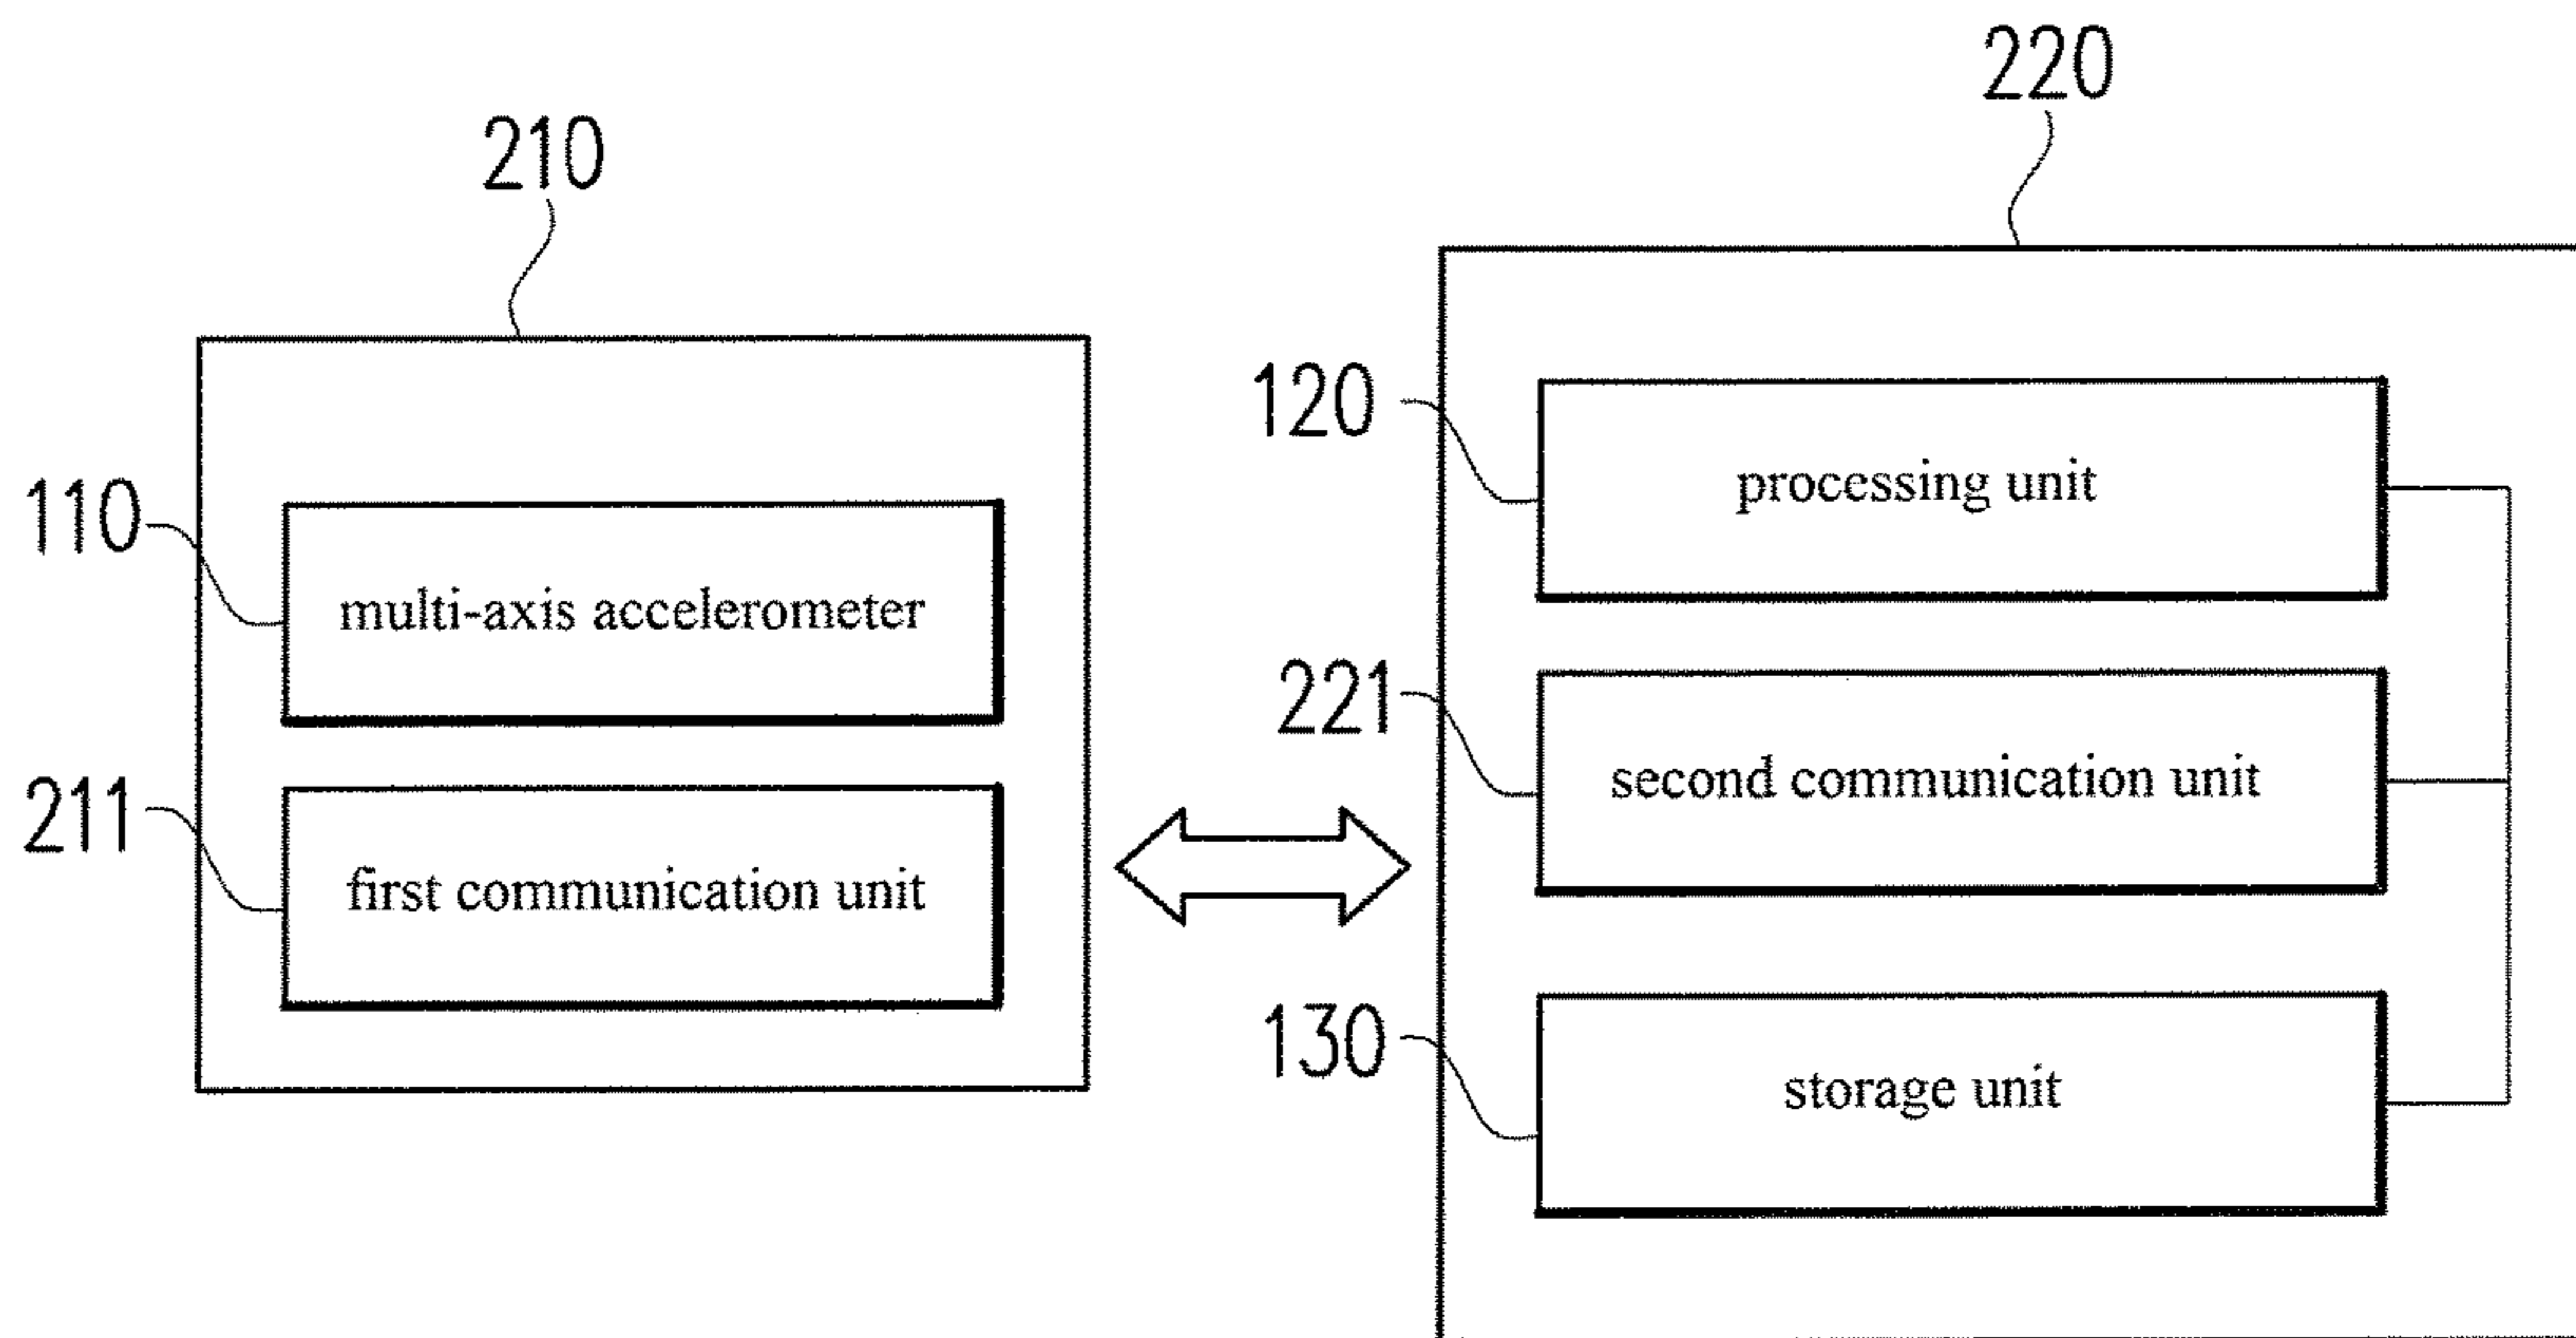 220
210
120
processing unit
110
multi-axis accelerometer
221
second communication unit
211
first communication unit
130
storage unit